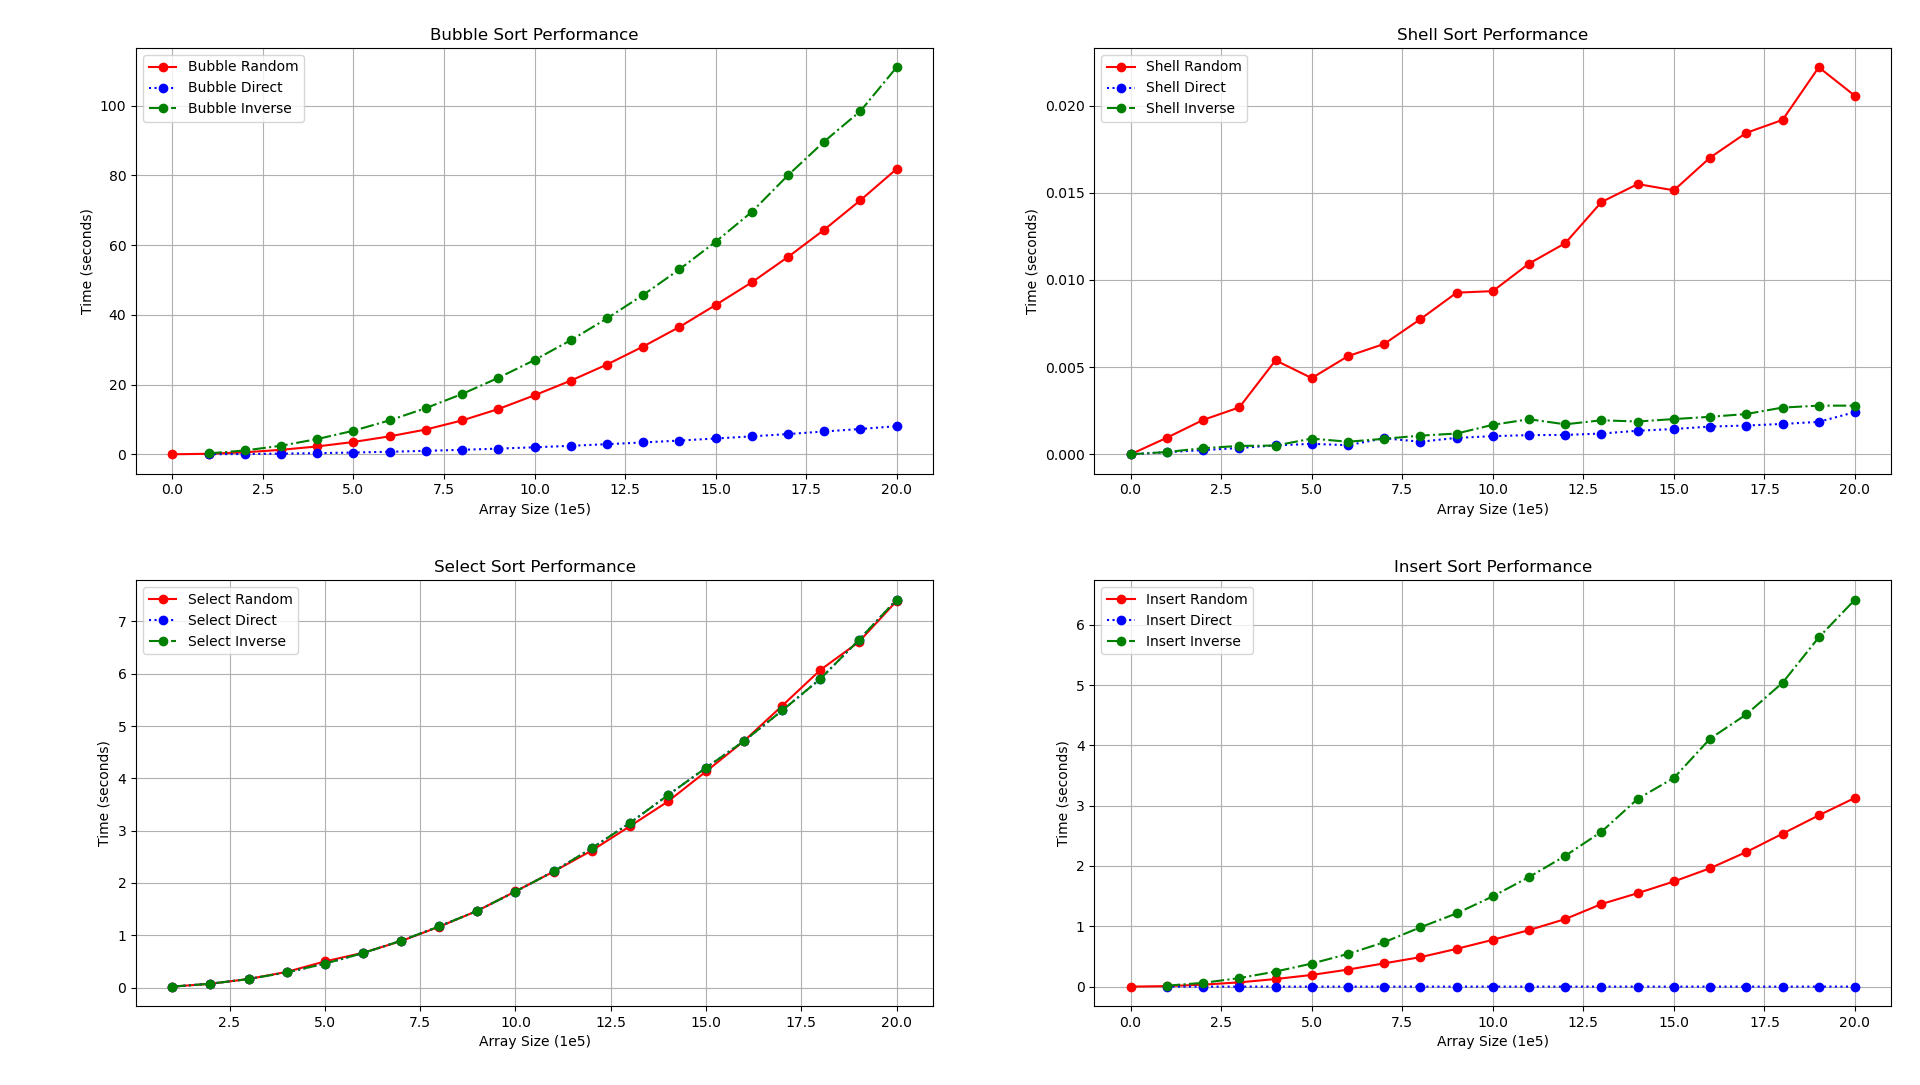 Bubble Sort Performance
Bubble Random
Bubble Direct
Bubble Inverse
Time (seconds)
100
80
60
40
20
0
0.0 2.5 5.0 7.5 10.0 12.5 15.0 17.5 20.0
Array Size (1e5)
Shell Sort Performance
Shell Random
Shell Direct
Shell Inverse
Time (seconds)
0.020
0.015
0.010
0.005
0.000
0.0 2.5 5.0 7.5 10.0 12.5 15.0 17.5 20.0
Array Size (1e5)
Select Sort Performance
Select Random
Select Direct
Select Inverse
Time (seconds)
7
6
5
4
3
2
1
0
2.5 5.0 7.5 10.0 12.5 15.0 17.5 20.0
Array Size (1e5)
Insert Sort Performance
Insert Random
Insert Direct
Insert Inverse
Time (seconds)
6
5
4
3
2
1
0
0.0 2.5 5.0 7.5 10.0 12.5 15.0 17.5 20.0
Array Size (1e5)